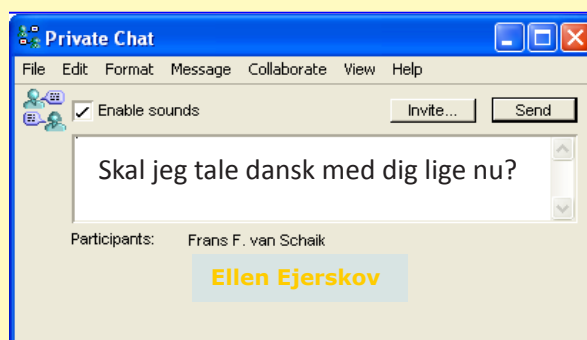 Private Chat
File Edit Format Message Collaborate View Help
Enable sounds Invite... Send
Skal jeg tale dansk med dig lige nu?
Participants: Frans F. van Schaik
Ellen Ejerskov